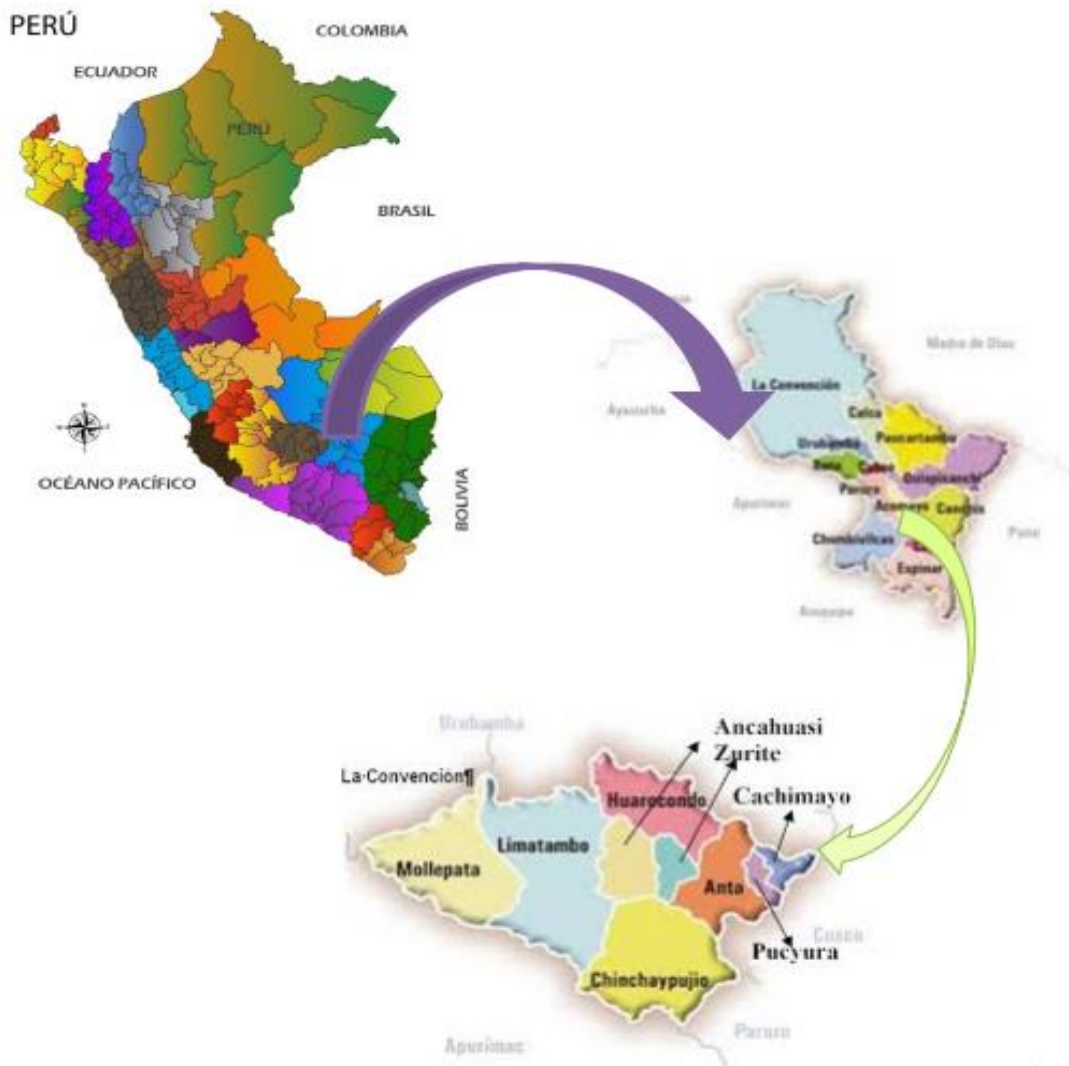 PERÚ
COLOMBIA
ECUADOR
PERÚ
BRASIL
OCÉANO PACÍFICO
BOLIVIA
Madre de Dios
La Convención
Ayacucho
Calca
Urubamba
Paucartambo
Quispicanchi
Paruro
Apurimac
Acomayo
Canchis
Chumbivilcas
Puno
Espinar
Arequipa
Ancahuasi
Zurite
Urubamba
La·Convención¶
Cachimayo
Huarocondo
Limatambo
Mollepata
Anta
Cusco
Pucyura
Chinchaypujio
Paruro
Apurimac